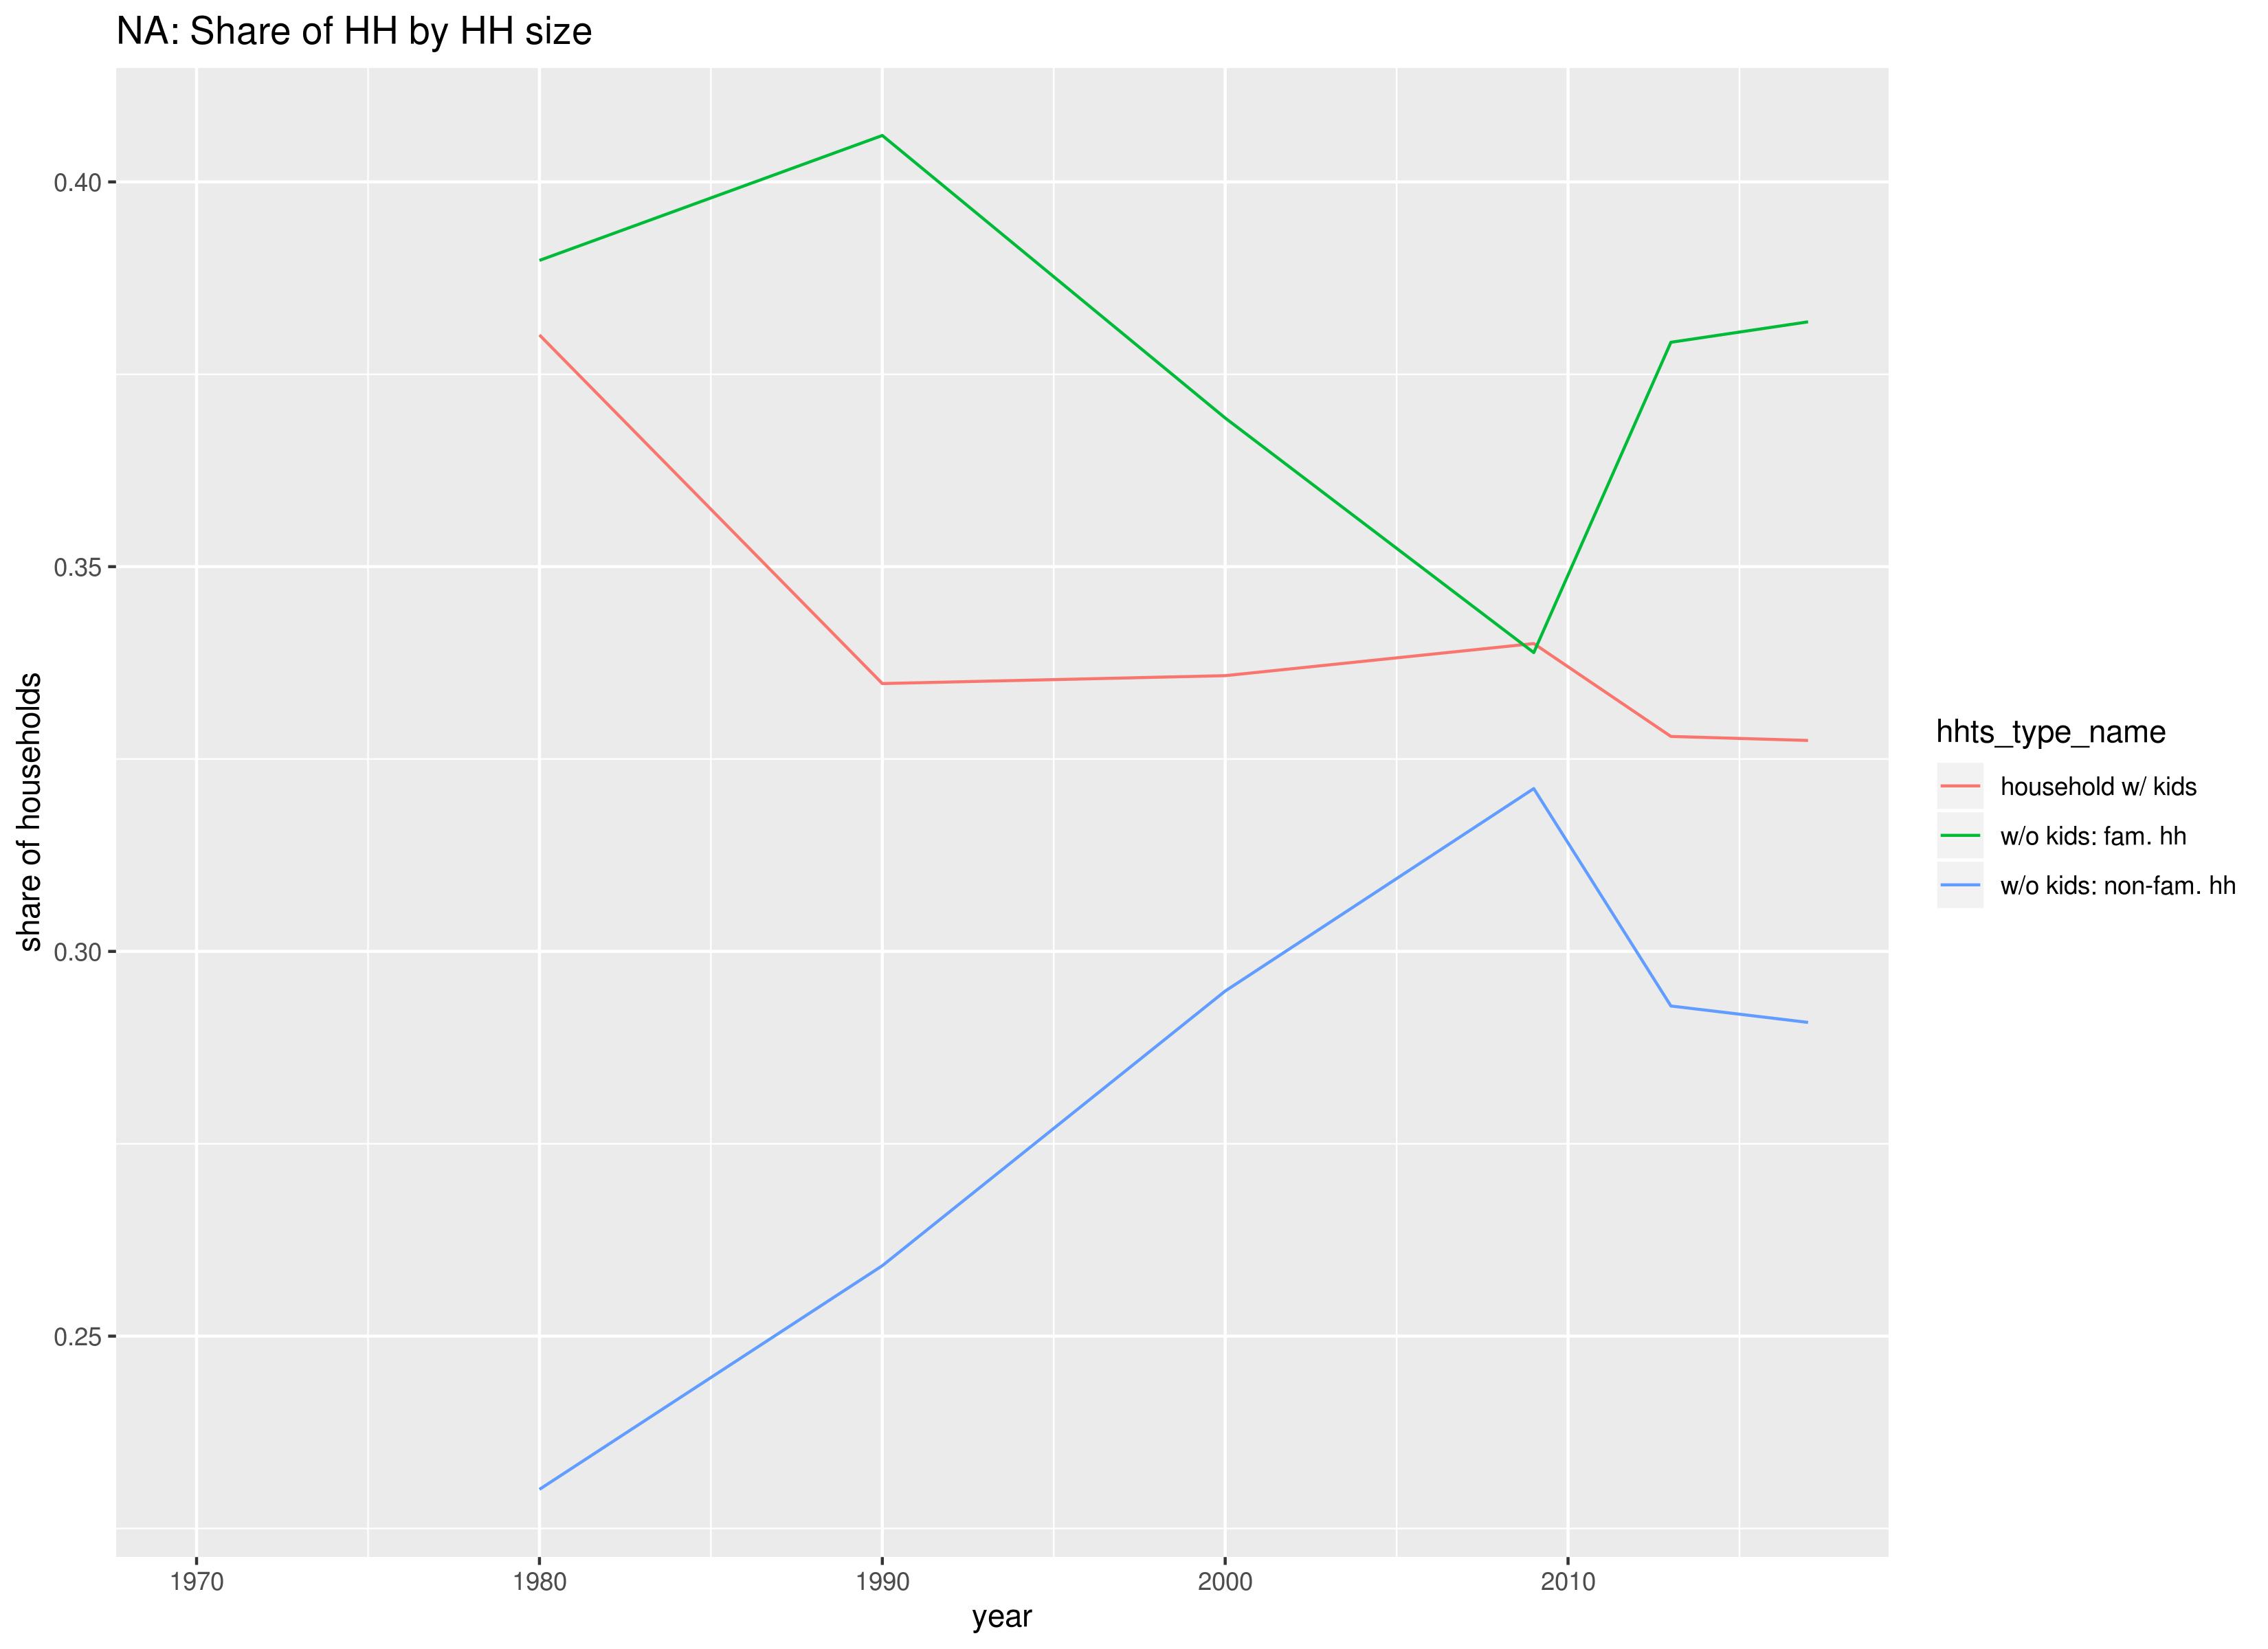 NA: Share of HH by HH size
0.40
0.35
0.30
0.25
share of households
1970 1980 1990 2000 2010
year
hhts_type_name
household w/ kids
w/o kids: fam. hh
w/o kids: non-fam. hh